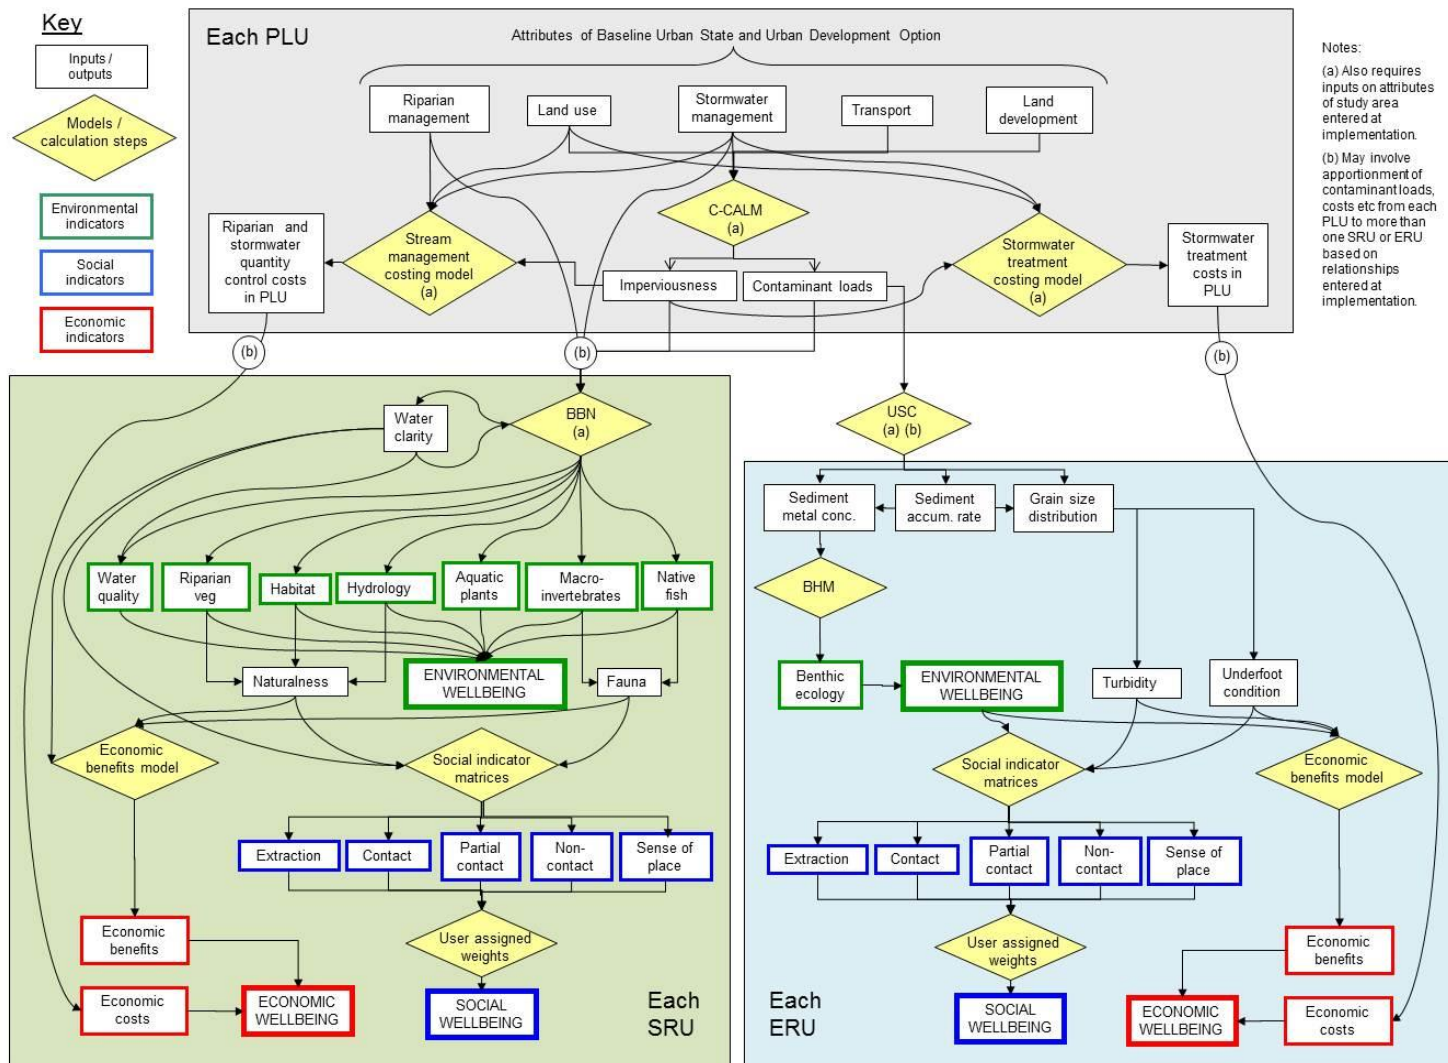 Key
Inputs /
outputs
Models /
calculation steps
Environmental
indicators
Social
indicators
Economic
indicators
Each PLU
Attributes of Baseline Urban State and Urban Development Option
Riparian
management
Land use
Stormwater
management
Transport
Land
development
C-CALM
(a)
Riparian and
stormwater
quantity
control costs
in PLU
Stream
management
costing model
(a)
Imperviousness
Contaminant loads
Stormwater
treatment
costing model
(a)
Stormwater
treatment
costs in
PLU
Notes:
(a) Also requires
inputs on attributes
of study area
entered at
implementation.
(b) May involve
apportionment of
contaminant loads,
costs etc from each
PLU to more than
one SRU or ERU
based on
relationships
entered at
implementation.
(b)
(b)
(b)
Water
clarity
BBN
(a)
Water
quality
Riparian
veg
Habitat
Hydrology
Aquatic
plants
Macro-
invertebrates
Native
fish
Naturalness
ENVIRONMENTAL
WELLBEING
Fauna
Economic
benefits model
Social indicator
matrices
Extraction
Contact
Partial
contact
Non-
contact
Sense of
place
Economic
benefits
User assigned
weights
Economic
costs
ECONOMIC
WELLBEING
SOCIAL
WELLBEING
Each
SRU
USC
(a) (b)
Sediment
metal conc.
Sediment
accum. rate
Grain size
distribution
BHM
Benthic
ecology
ENVIRONMENTAL
WELLBEING
Turbidity
Underfoot
condition
Social indicator
matrices
Economic
benefits model
Extraction
Contact
Partial
contact
Non-
contact
Sense of
place
User assigned
weights
Economic
benefits
Each
ERU
SOCIAL
WELLBEING
ECONOMIC
WELLBEING
Economic
costs